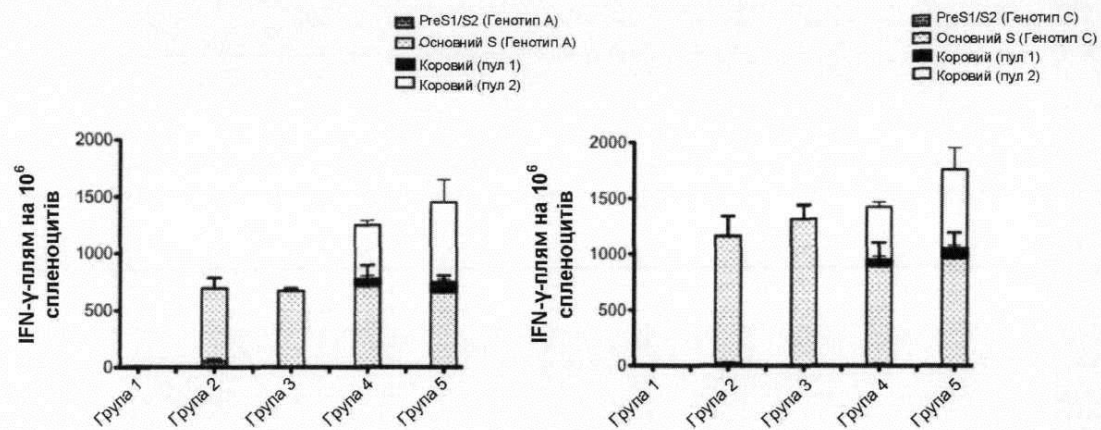 PreS1/S2 (Генотип A)
Основний S (Генотип A)
Коровий (пул 1)
Коровий (пул 2)
IFN-γ-плям на 10⁶
спленоцитів
2000
1500
1000
500
0
Група 1
Група 2
Група 3
Група 4
Група 5
PreS1/S2 (Генотип C)
Основний S (Генотип C)
Коровий (пул 1)
Коровий (пул 2)
IFN-γ-плям на 10⁶
спленоцитів
2000
1500
1000
500
0
Група 1
Група 2
Група 3
Група 4
Група 5